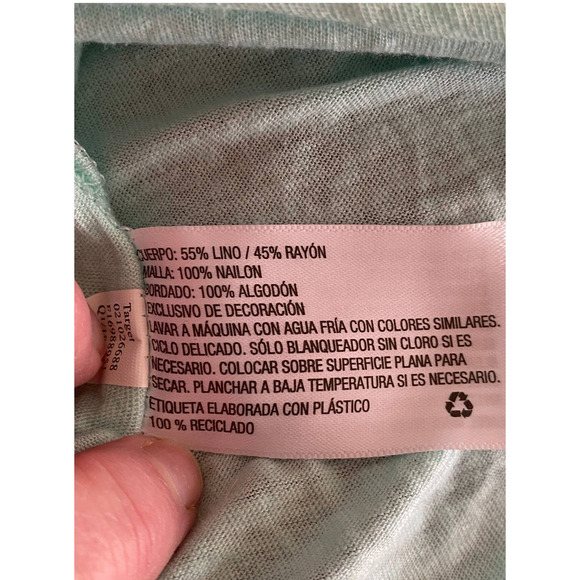 CUERPO: 55% LINO / 45% RAYÓN
MALLA: 100% NAILON
BORDADO: 100% ALGODÓN
EXCLUSIVO DE DECORACIÓN
LAVAR A MÁQUINA CON AGUA FRÍA CON COLORES SIMILARES.
CICLO DELICADO. SÓLO BLANQUEADOR SIN CLORO SI ES
NECESARIO. COLOCAR SOBRE SUPERFICIE PLANA PARA
SECAR. PLANCHAR A BAJA TEMPERATURA SI ES NECESARIO.
ETIQUETA ELABORADA CON PLÁSTICO
100 % RECICLADO
Target
021026688